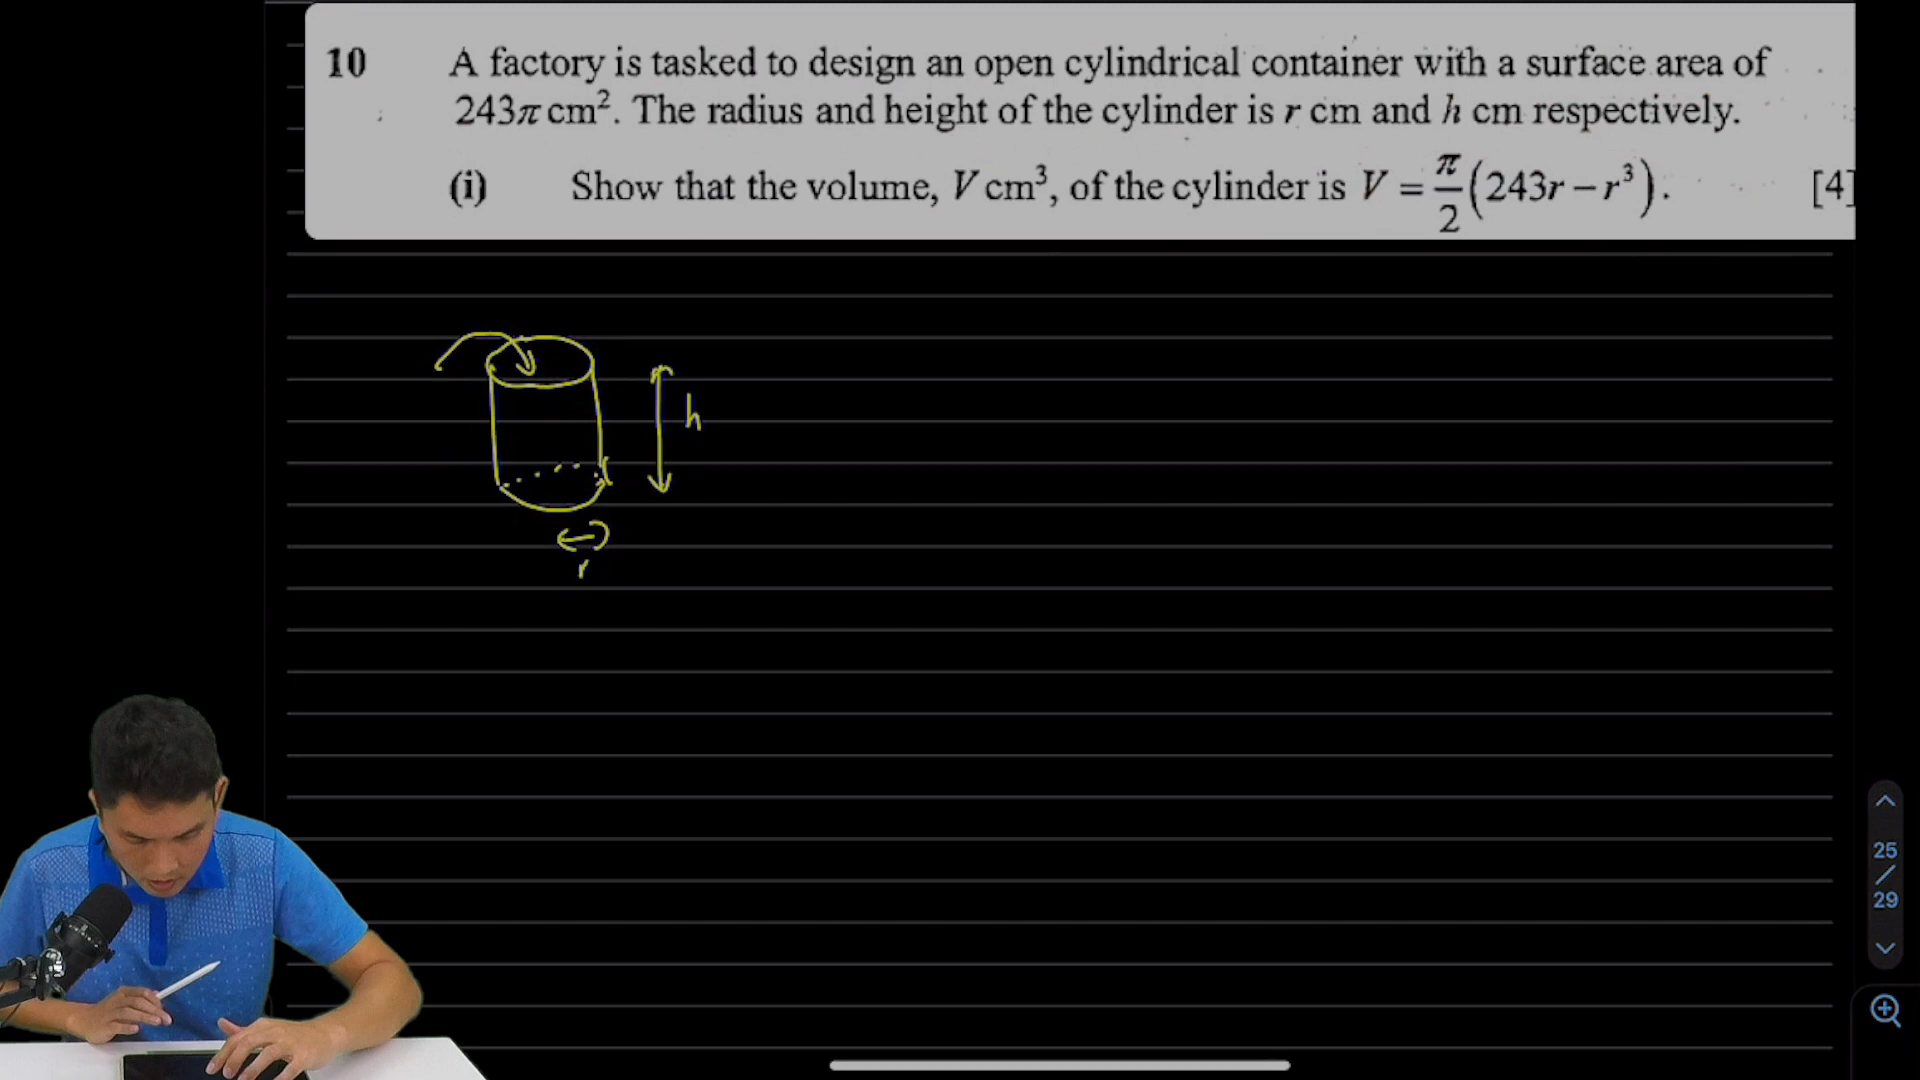 10 A factory is tasked to design an open cylindrical container with a surface area of
243π cm². The radius and height of the cylinder is r cm and h cm respectively.
(i) Show that the volume, V cm³, of the cylinder is V = π/2 (243r − r³). [4]
h
r
25
/
29